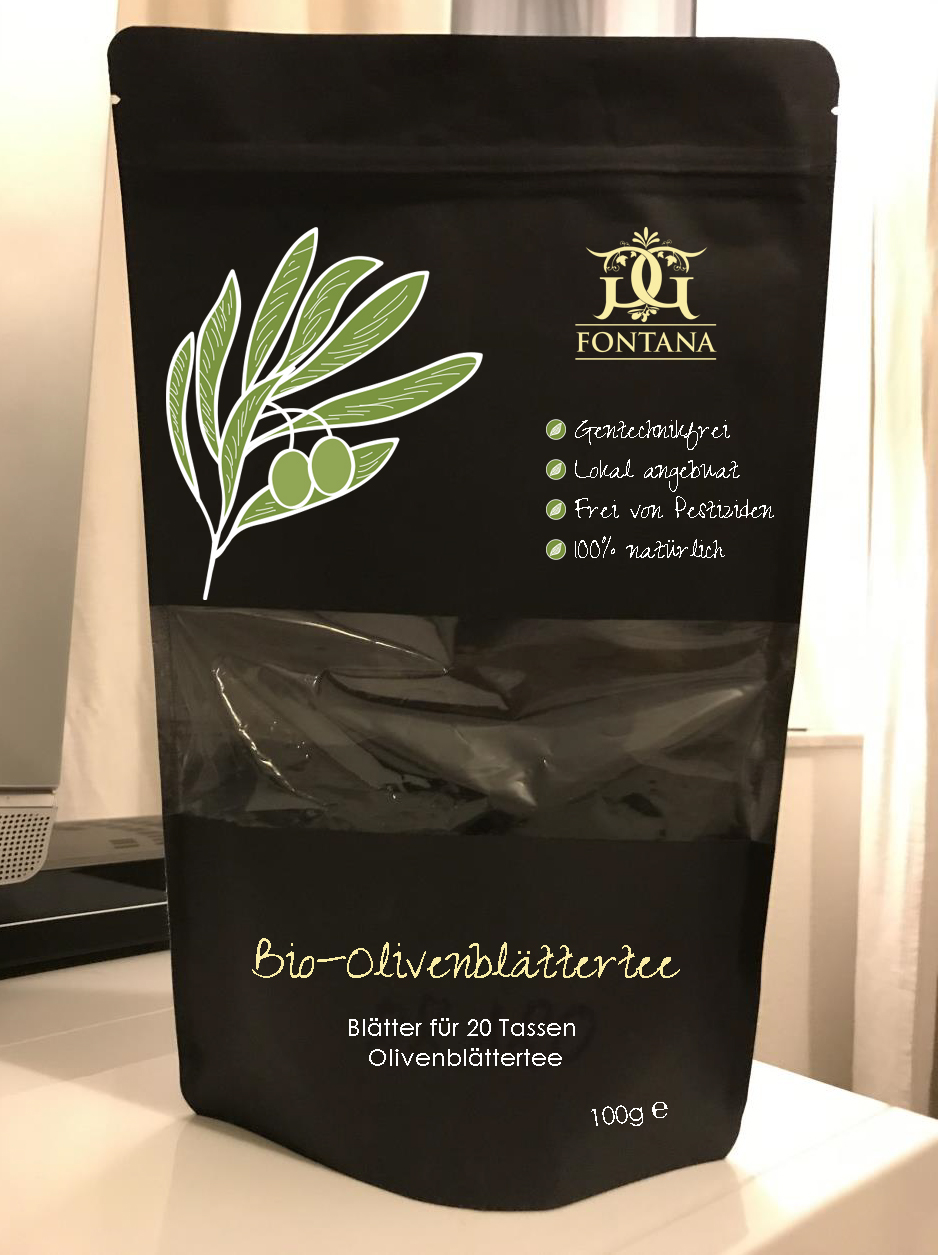 FONTANA
Gentechnikfrei
Lokal angebuat
Frei von Pestiziden
100% natürlich
Bio-Olivenblättertee
Blätter für 20 Tassen
Olivenblättertee
100g ℮